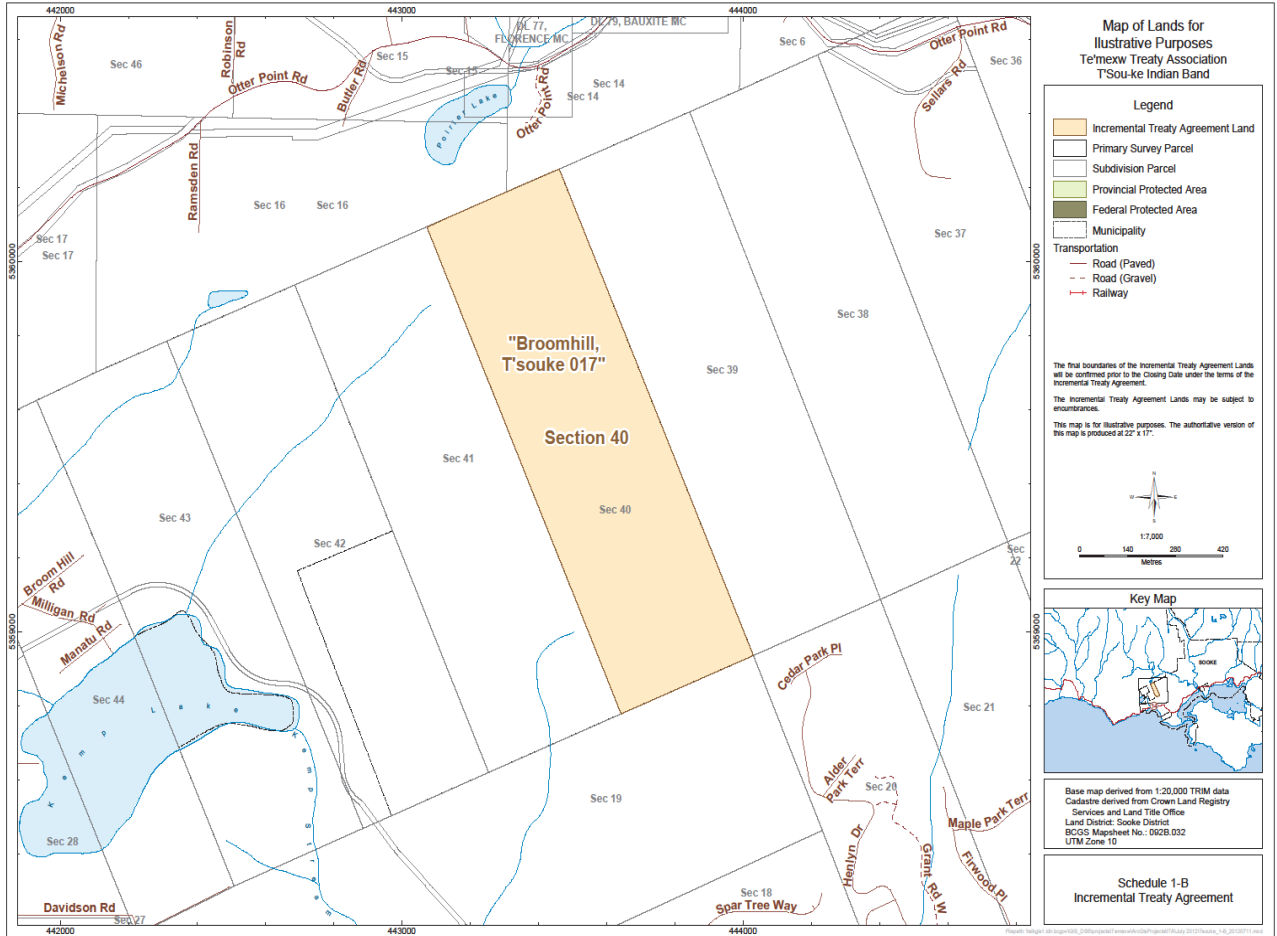 442000
443000
444000
Michelson Rd
Sec 46
Robinson Rd
Otter Point Rd
Butler Rd
Sec 15
Sec 15
DL 77,
FLORENCE MC
DL 79, BAUXITE MC
Sec 14
Sec 14
Otter Point Rd
Poirier Lake
Sec 6
Otter Point Rd
Sec 36
Sellars Rd
Ramsden Rd
Sec 16
Sec 16
Sec 17
Sec 17
Sec 37
5360000
5360000
Sec 38
"Broomhill,
T'souke 017"
Sec 39
Section 40
Sec 41
Sec 40
Sec 43
Sec 42
Sec
22
Broom Hill
Rd
Milligan Rd
Manatu Rd
5359000
5359000
Cedar Park Pl
Sec 44
Kemp Lake
Kemp Stream
Sec 21
Alder
Park Terr
Sec 20
Sec 19
Maple Park Terr
Sec 28
Henlyn Dr
Grant Rd W
Firwood Pl
Sec 18
Spar Tree Way
Davidson Rd
Sec 27
442000
443000
444000
Map of Lands for
Ilustrative Purposes
Te'mexw Treaty Association
T'Sou-ke Indian Band
Legend
Incremental Treaty Agreement Land
Primary Survey Parcel
Subdivision Parcel
Provincial Protected Area
Federal Protected Area
Municipality
Transportation
Road (Paved)
Road (Gravel)
Railway
The final boundaries of the Incremental Treaty Agreement Lands
will be confirmed prior to the Closing Date under the terms of the
Incremental Treaty Agreement.
The Incremental Treaty Agreement Lands may be subject to
encumbrances.
This map is for illustrative purposes. The authoritative version of
this map is produced at 22" x 17".
N
W E
S
1:7,000
0 140 280 420
Metres
Key Map
SOOKE
Base map derived from 1:20,000 TRIM data
Cadastre derived from Crown Land Registry
Services and Land Title Office
Land District: Sooke District
BCGS Mapsheet No.: 092B.032
UTM Zone 10
Schedule 1-B
Incremental Treaty Agreement